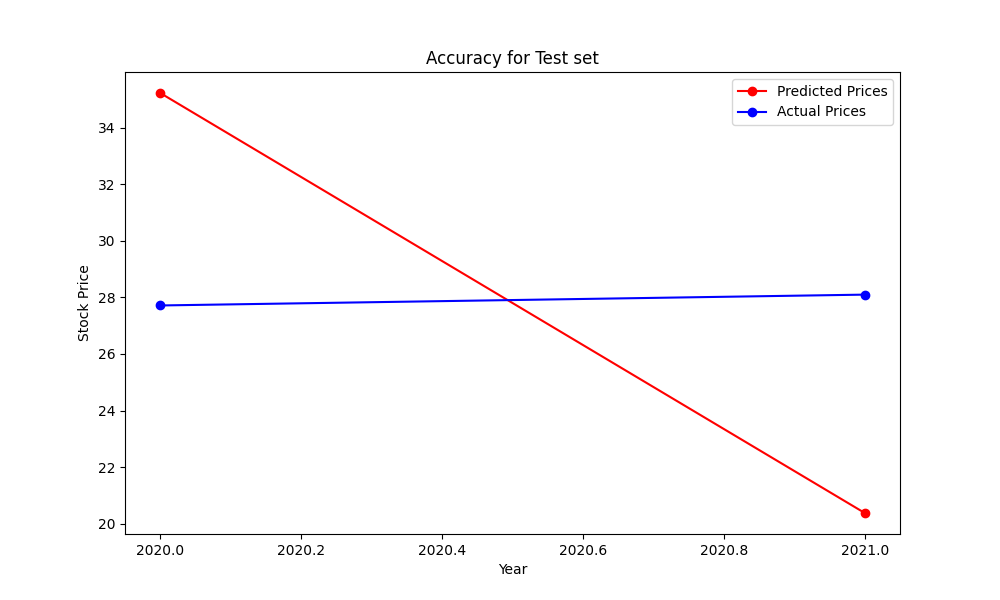 Accuracy for Test set
Predicted Prices
Actual Prices
Stock Price
34
32
30
28
26
24
22
20
2020.0 2020.2 2020.4 2020.6 2020.8 2021.0
Year